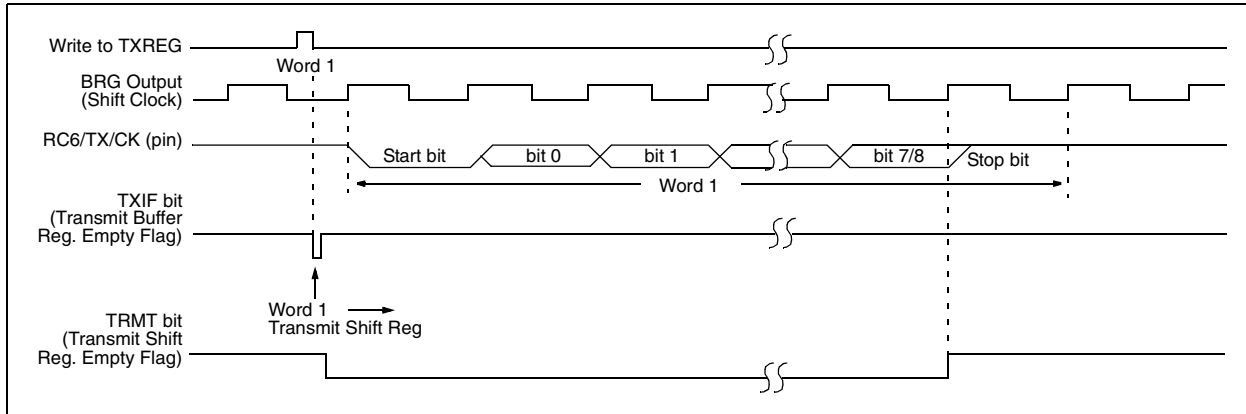 Write to TXREG
Word 1
BRG Output
(Shift Clock)
RC6/TX/CK (pin)
Start bit
bit 0
bit 1
bit 7/8
Stop bit
Word 1
TXIF bit
(Transmit Buffer
Reg. Empty Flag)
Word 1
Transmit Shift Reg
TRMT bit
(Transmit Shift
Reg. Empty Flag)